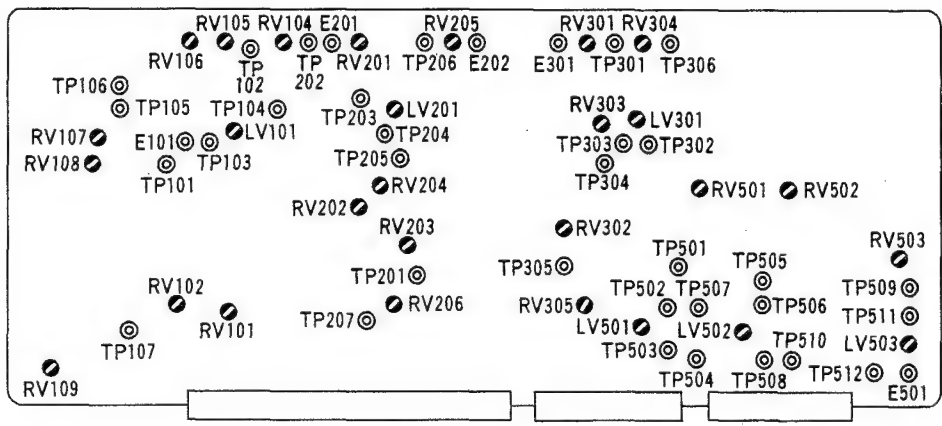 RV105 RV104 E201 RV205 RV301 RV304
RV106 TP 102 TP 202 RV201 TP206 E202 E301 TP301 TP306
TP106
TP105 TP104 TP203 LV201 RV303 LV301
RV107 E101 LV101 TP204 TP303 TP302
RV108 TP101 TP103 TP205 TP304
RV204 RV501 RV502
RV202
RV203 RV302
TP501 TP505 RV503
TP201 TP305
RV102 TP502 TP507 TP506 TP509
RV101 TP207 RV206 RV305 TP511
TP107 LV501 LV502 LV503
TP503 TP510
RV109 TP504 TP508 TP512 E501